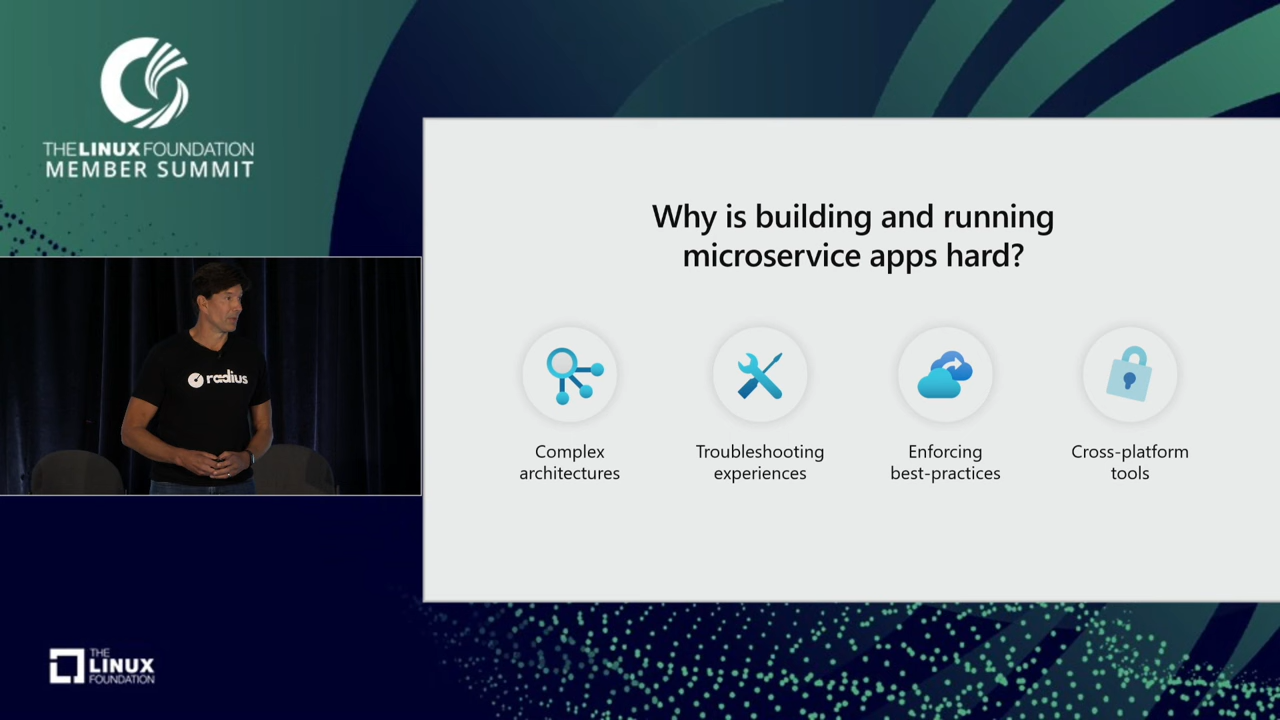 THE LINUX FOUNDATION
MEMBER SUMMIT
radius
Why is building and running
microservice apps hard?
Complex
architectures
Troubleshooting
experiences
Enforcing
best-practices
Cross-platform
tools
THE
LINUX
FOUNDATION